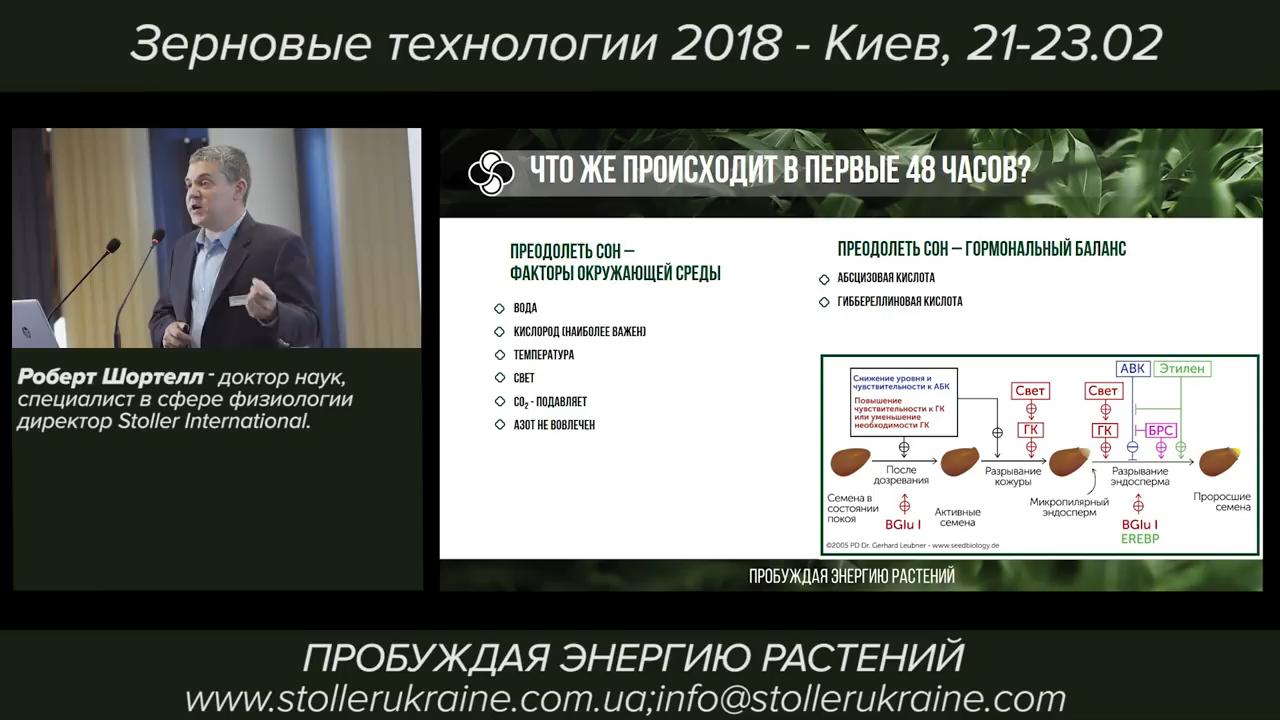 Зерновые технологии 2018 - Киев, 21-23.02
Роберт Шортелл - доктор наук,
специалист в сфере физиологии
директор Stoller International.
ЧТО ЖЕ ПРОИСХОДИТ В ПЕРВЫЕ 48 ЧАСОВ?
ПРЕОДОЛЕТЬ СОН –
ФАКТОРЫ ОКРУЖАЮЩЕЙ СРЕДЫ
ВОДА
КИСЛОРОД (НАИБОЛЕЕ ВАЖЕН)
ТЕМПЕРАТУРА
СВЕТ
CO₂ - ПОДАВЛЯЕТ
АЗОТ НЕ ВОВЛЕЧЕН
ПРЕОДОЛЕТЬ СОН – ГОРМОНАЛЬНЫЙ БАЛАНС
АБСЦИЗОВАЯ КИСЛОТА
ГИББЕРЕЛЛИНОВАЯ КИСЛОТА
Снижение уровня и
чувствительности к АБК
Повышение
чувствительности к ГК
или уменьшение
необходимости ГК
Свет
ГК
Свет
ГК
АВК
Этилен
БРС
После
дозревания
Разрывание
кожуры
Разрывание
эндосперма
Семена в
состоянии
покоя
Активные
семена
Микропилярный
эндосперм
Проросшие
семена
BGlu I
BGlu I
EREBP
©2005 PD Dr. Gerhard Leubner - www.seedbiology.de
ПРОБУЖДАЯ ЭНЕРГИЮ РАСТЕНИЙ
ПРОБУЖДАЯ ЭНЕРГИЮ РАСТЕНИЙ
www.stollerukraine.com.ua;info@stollerukraine.com